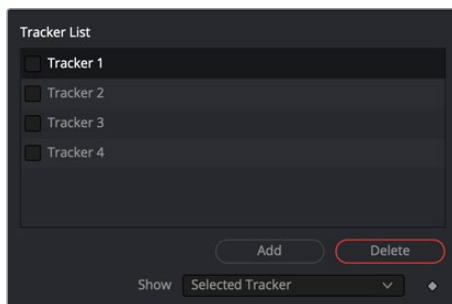 Tracker List
Tracker 1
Tracker 2
Tracker 3
Tracker 4
Add Delete
Show Selected Tracker